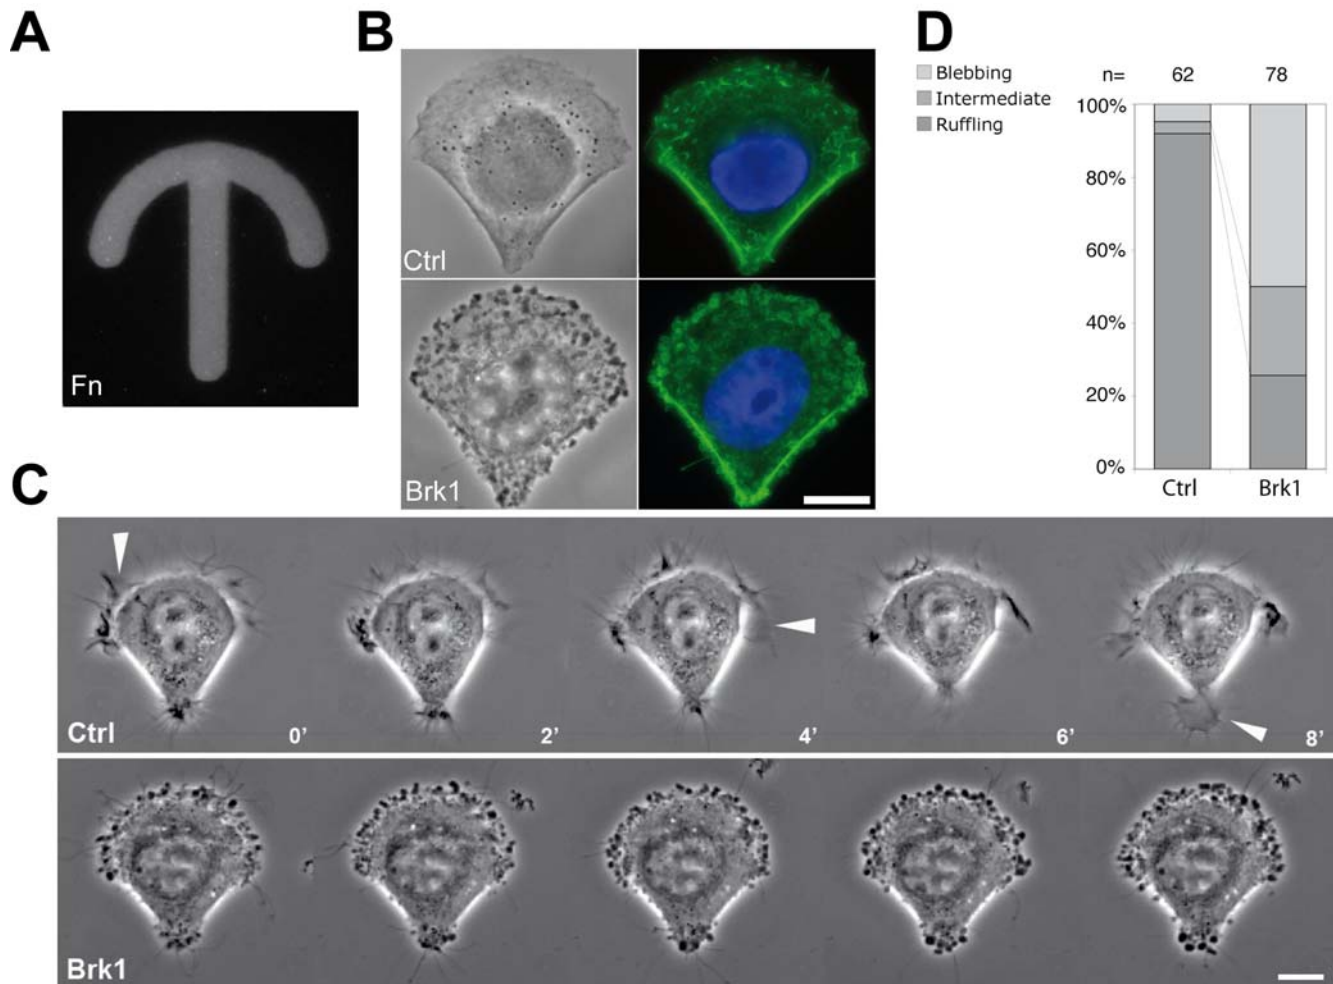 A
Fn
B
Ctrl
Brk1
D
Blebbing
Intermediate
Ruffling
n= 62 78
100%
80%
60%
40%
20%
0%
Ctrl Brk1
C
Ctrl 0’ 2’ 4’ 6’ 8’
Brk1